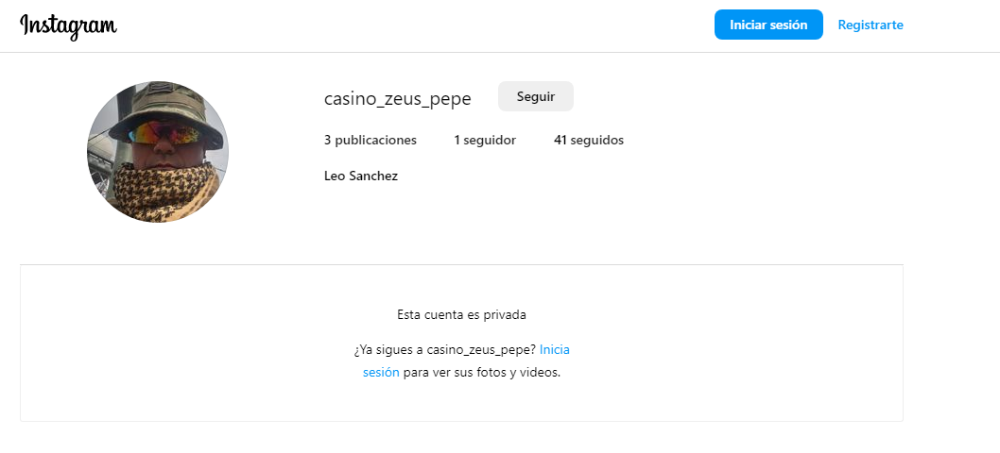 Instagram
Iniciar sesión
Registrarte
casino_zeus_pepe
Seguir
3 publicaciones 1 seguidor 41 seguidos
Leo Sanchez
Esta cuenta es privada
¿Ya sigues a casino_zeus_pepe? Inicia
sesión para ver sus fotos y videos.